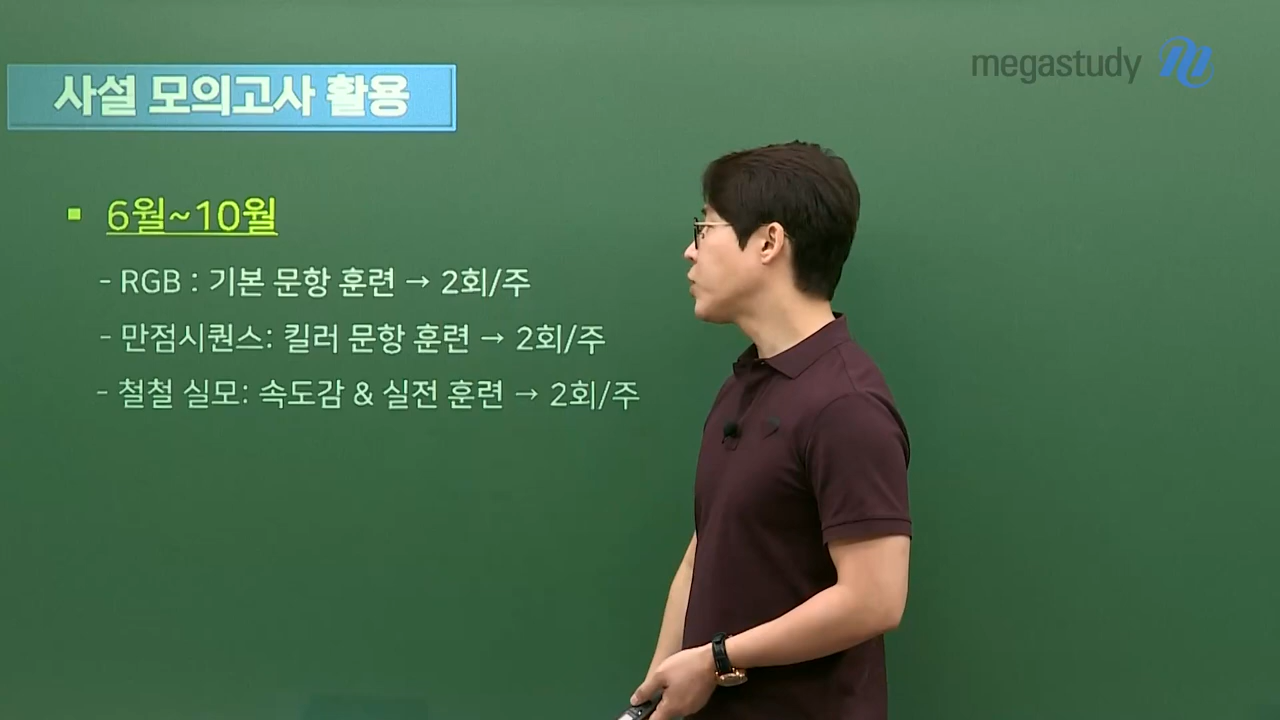 megastudy
사설 모의고사 활용
▪ 6월~10월
- RGB : 기본 문항 훈련 → 2회/주
- 만점시퀀스: 킬러 문항 훈련 → 2회/주
- 철철 실모: 속도감 & 실전 훈련 → 2회/주